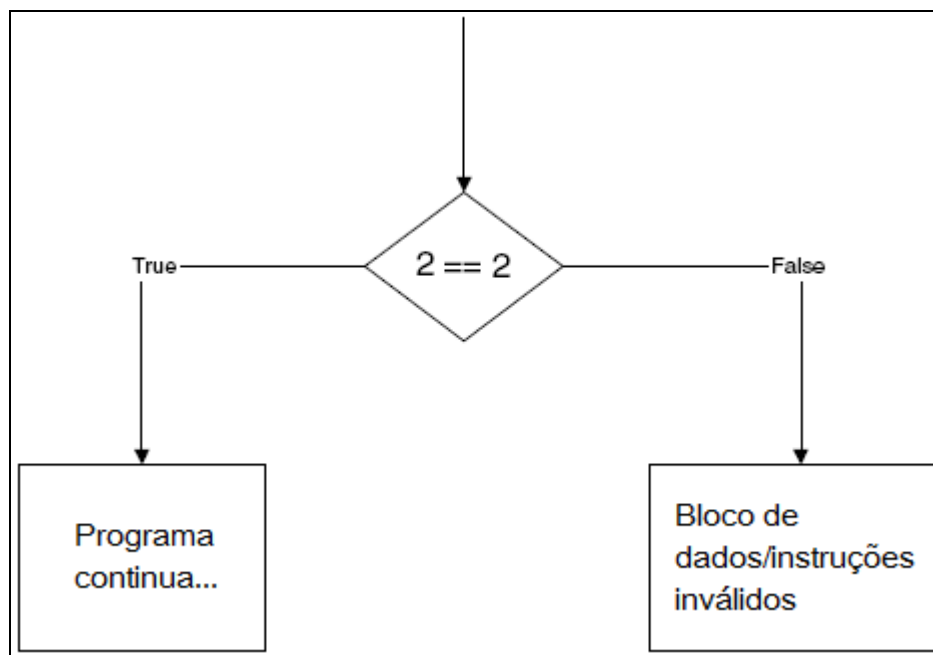 2 == 2
True
False
Programa
continua...
Bloco de
dados/instruções
inválidos